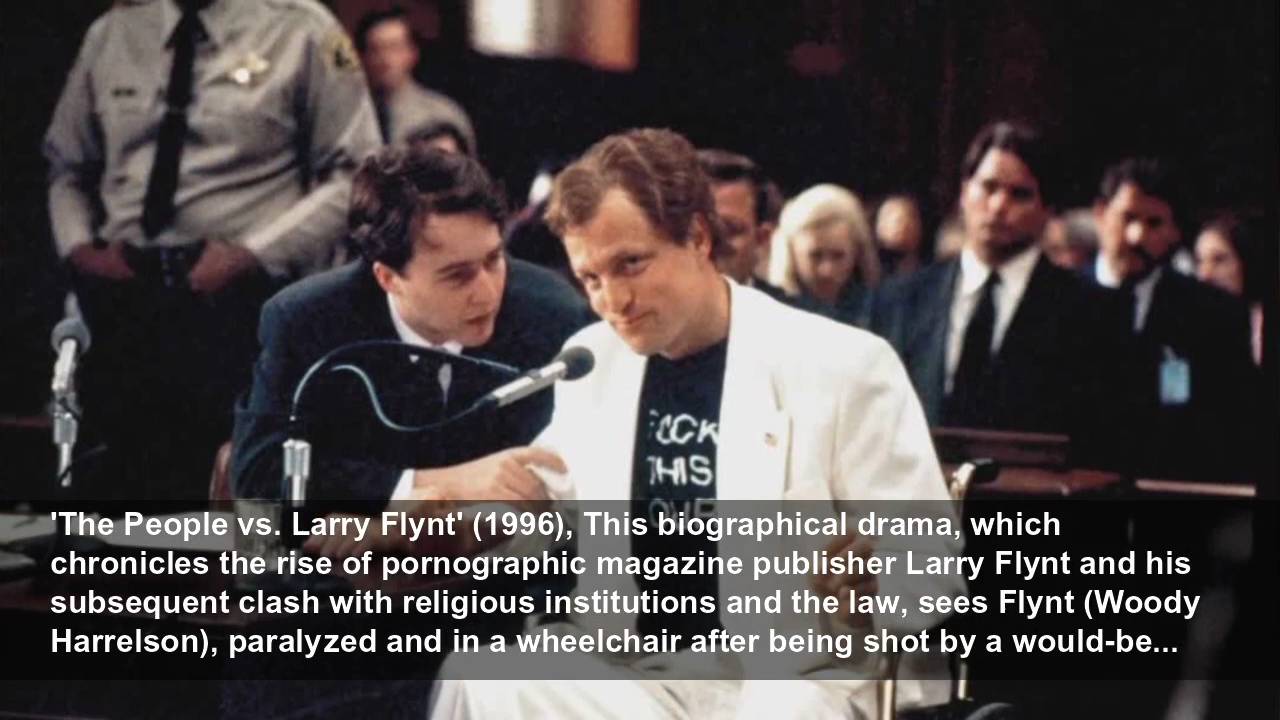 FUCK
THIS
'The People vs. Larry Flynt' (1996), This biographical drama, which
chronicles the rise of pornographic magazine publisher Larry Flynt and his
subsequent clash with religious institutions and the law, sees Flynt (Woody
Harrelson), paralyzed and in a wheelchair after being shot by a would-be...